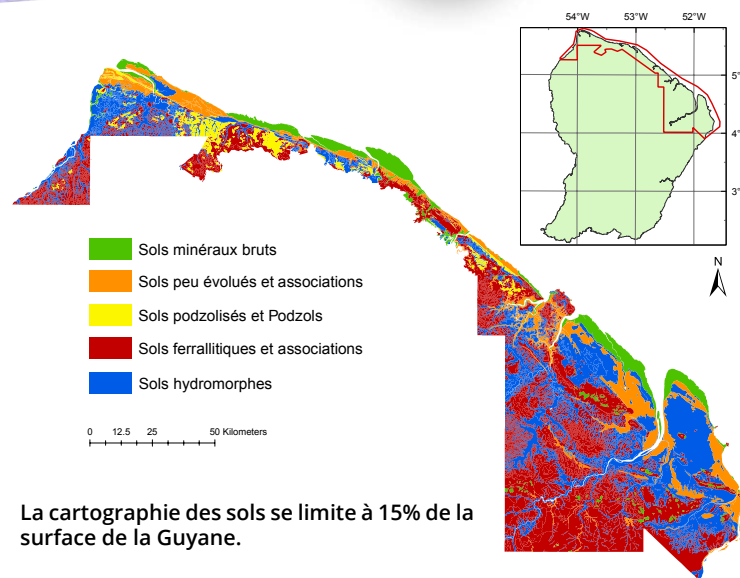 54°W 53°W 52°W
5°
4°
3°
N
Sols minéraux bruts
Sols peu évolués et associations
Sols podzolisés et Podzols
Sols ferrallitiques et associations
Sols hydromorphes
0 12.5 25 50 Kilometers
La cartographie des sols se limite à 15% de la
surface de la Guyane.